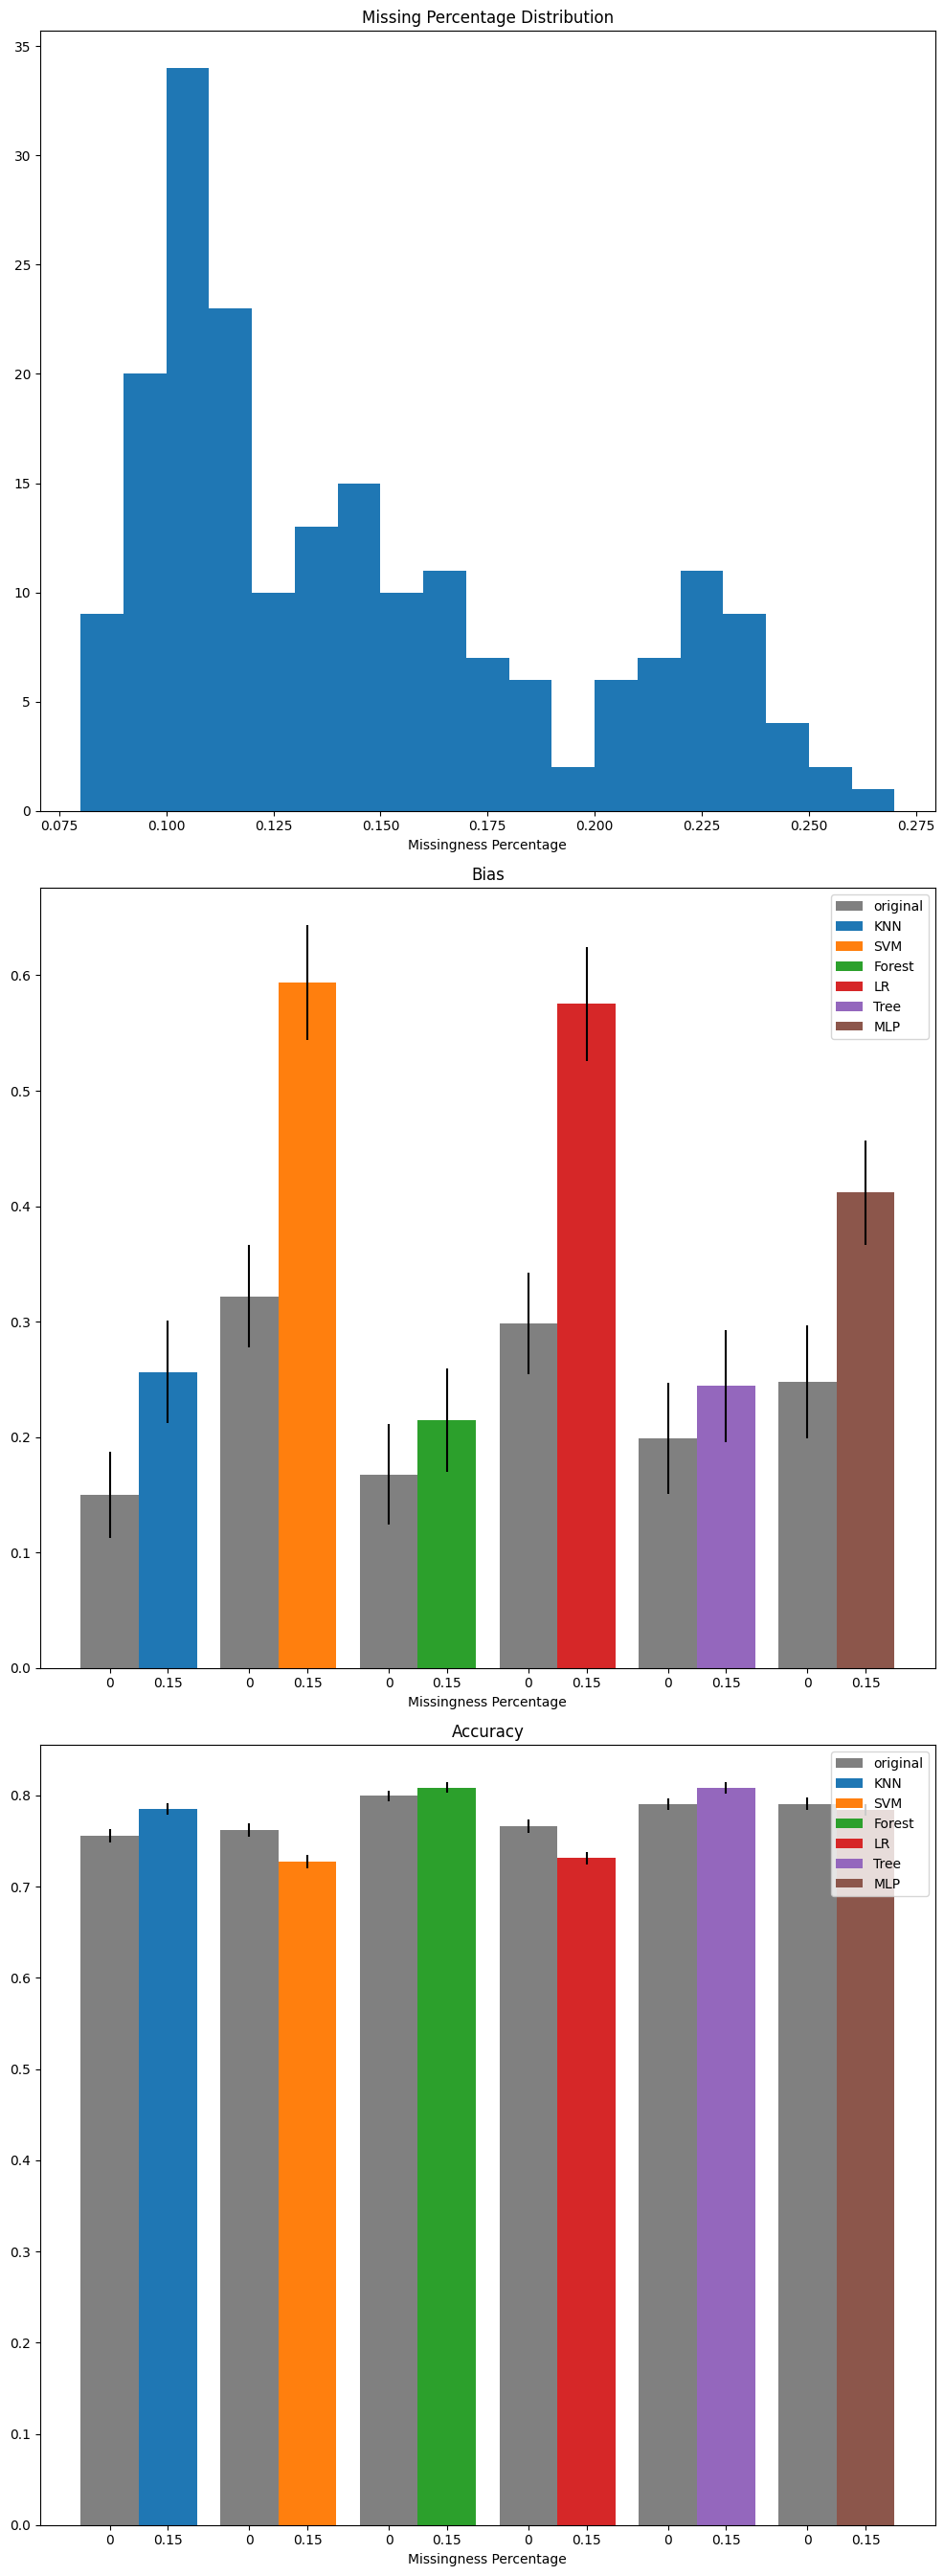 Missing Percentage Distribution
35
30
25
20
15
10
5
0
0.075 0.100 0.125 0.150 0.175 0.200 0.225 0.250 0.275
Missingness Percentage
Bias
original
KNN
SVM
Forest
LR
Tree
MLP
0.6
0.5
0.4
0.3
0.2
0.1
0.0
0 0.15 0 0.15 0 0.15 0 0.15 0 0.15 0 0.15
Missingness Percentage
Accuracy
original
KNN
SVM
Forest
LR
Tree
MLP
0.8
0.7
0.6
0.5
0.4
0.3
0.2
0.1
0.0
0 0.15 0 0.15 0 0.15 0 0.15 0 0.15 0 0.15
Missingness Percentage